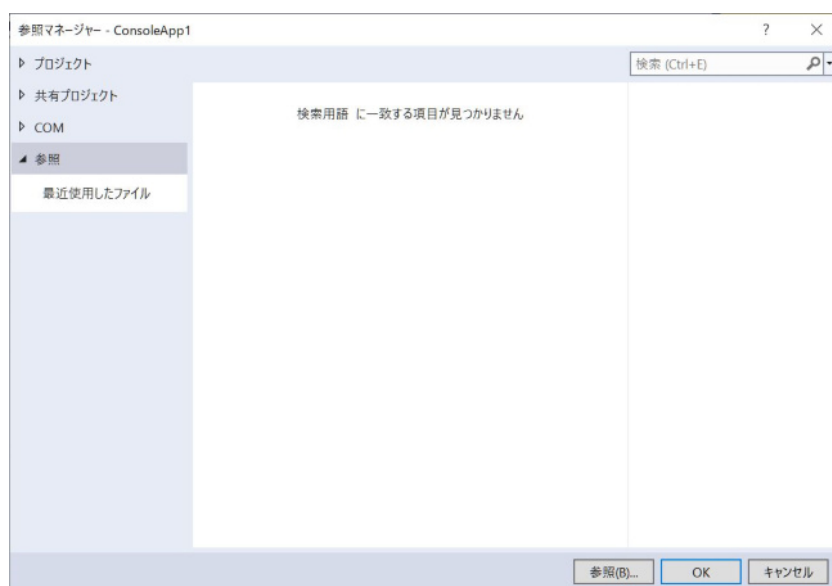 参照マネージャー - ConsoleApp1
?
プロジェクト
検索 (Ctrl+E)
共有プロジェクト
検索用語 に一致する項目が見つかりません
COM
参照
最近使用したファイル
参照(B)...
OK
キャンセル